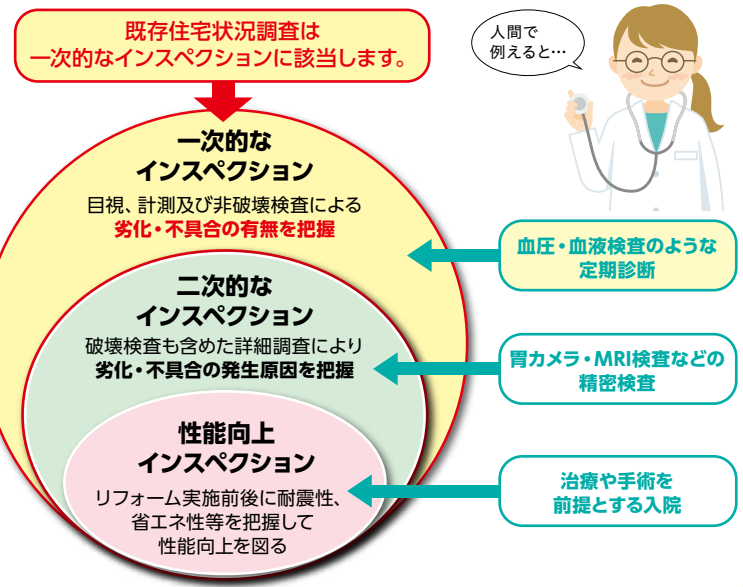 既存住宅状況調査は
一次的なインスペクションに該当します。
人間で
例えると…
一次的な
インスペクション
目視、計測及び非破壊検査による
劣化・不具合の有無を把握
血圧・血液検査のような
定期診断
二次的な
インスペクション
破壊検査も含めた詳細調査により
劣化・不具合の発生原因を把握
胃カメラ・MRI検査などの
精密検査
性能向上
インスペクション
リフォーム実施前後に耐震性、
省エネ性等を把握して
性能向上を図る
治療や手術を
前提とする入院